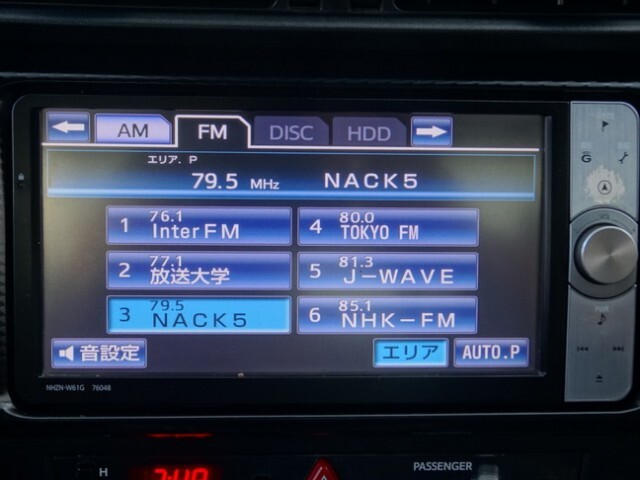 AM FM DISC HDD
エリア. P
79.5 MHz NACK5
1 76.1 InterFM
4 80.0 TOKYO FM
2 77.1 放送大学
5 81.3 J-WAVE
3 79.5 NACK5
6 85.1 NHK-FM
音設定 エリア AUTO.P
NHZN-W61G 76048
H
PASSENGER